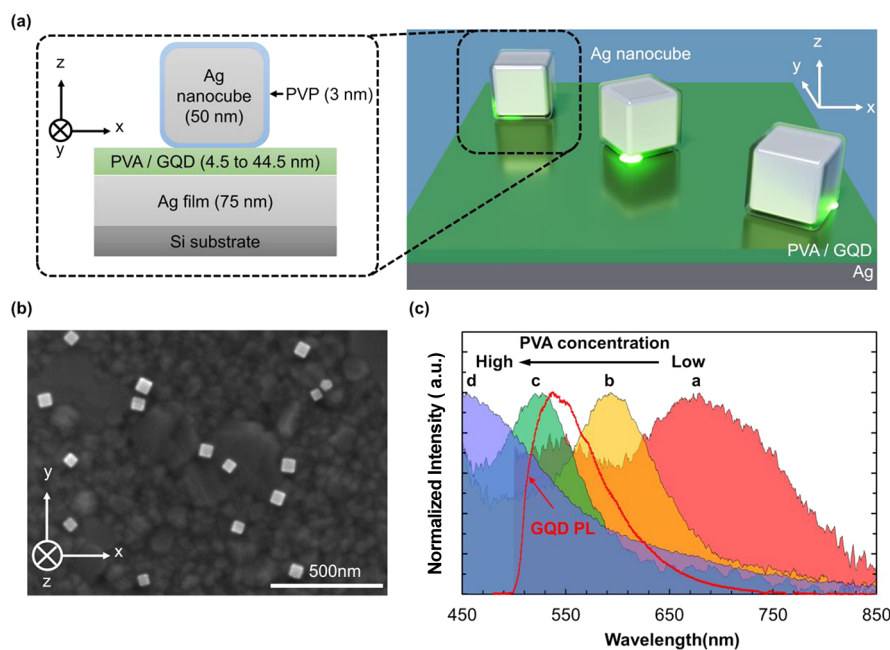 (a)
z
x
y
Ag
nanocube
(50 nm)
PVP (3 nm)
PVA / GQD (4.5 to 44.5 nm)
Ag film (75 nm)
Si substrate
Ag nanocube
z
y
x
PVA / GQD
Ag
(b)
y
x
z
500nm
(c)
PVA concentration
High
Low
d
c
b
a
GQD PL
Normalized Intensity ( a.u.)
450
550
650
750
850
Wavelength(nm)